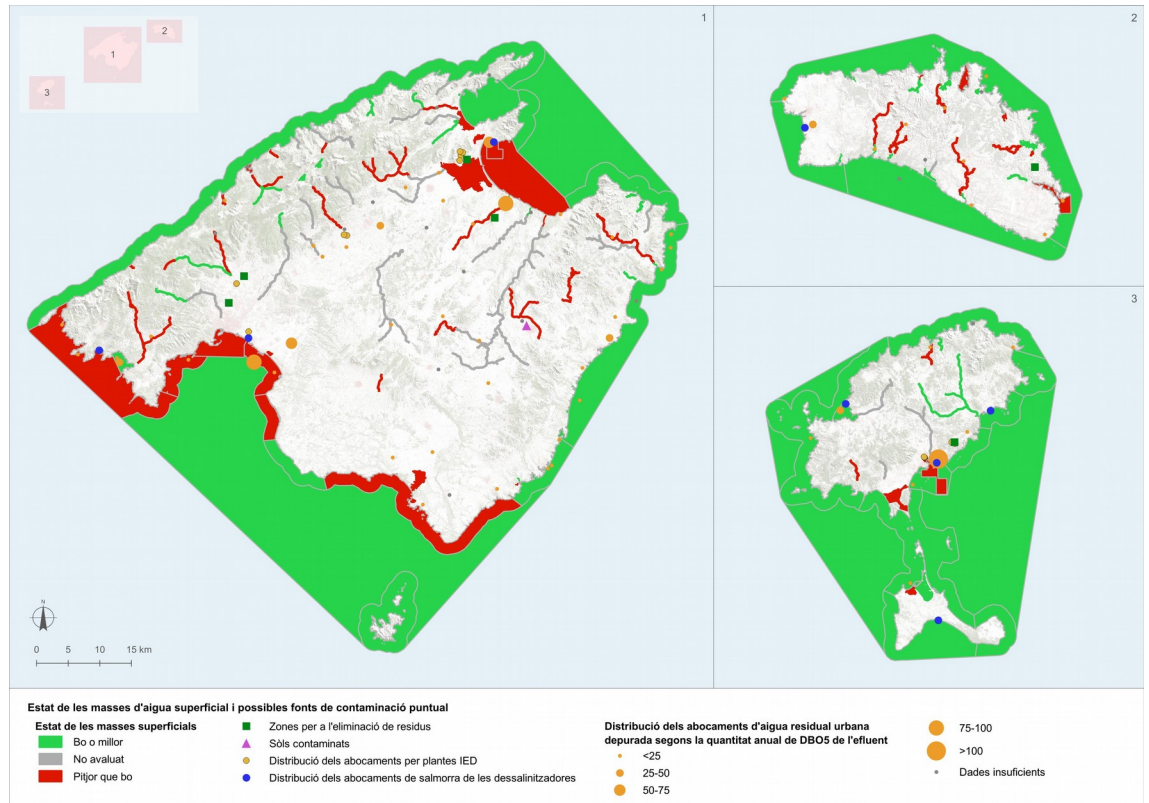 1
2
1
2
3
3
N
0 5 10 15 km
Estat de les masses d'aigua superficial i possibles fonts de contaminació puntual
Estat de les masses superficials
Bo o millor
No avaluat
Pitjor que bo
Zones per a l'eliminació de residus
Sòls contaminats
Distribució dels abocaments per plantes IED
Distribució dels abocaments de salmorra de les dessalinitzadores
Distribució dels abocaments d'aigua residual urbana
depurada segons la quantitat anual de DBO5 de l'efluent
<25
25-50
50-75
75-100
>100
Dades insuficients